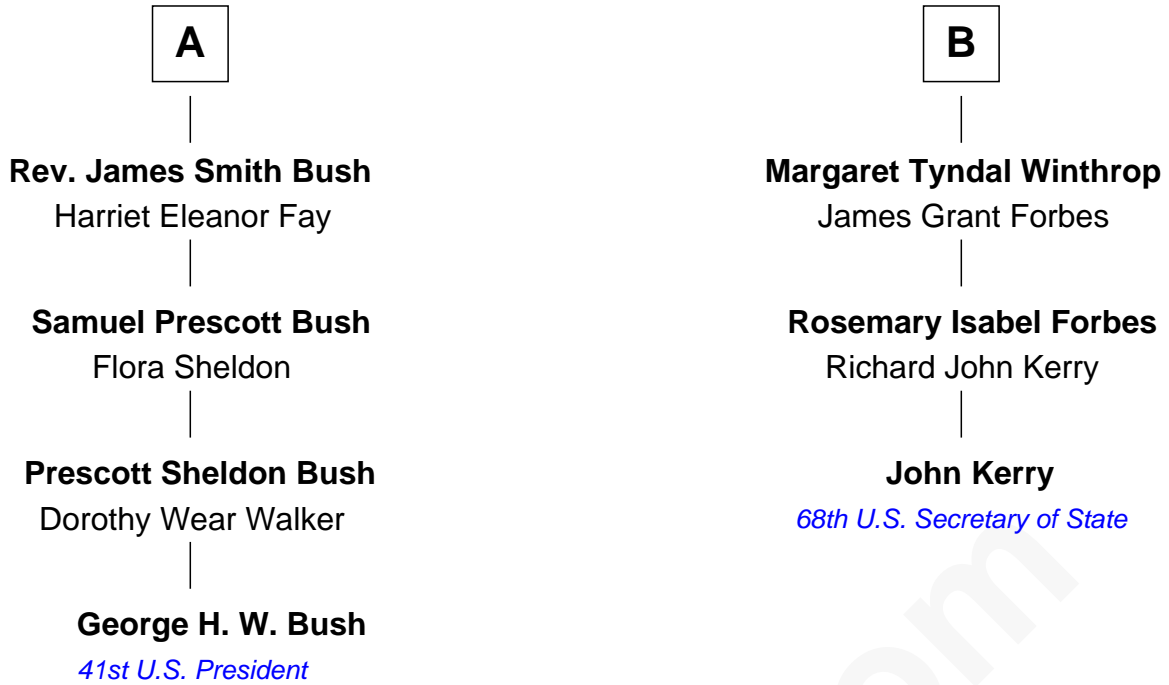 A
Rev. James Smith Bush
Harriet Eleanor Fay
Samuel Prescott Bush
Flora Sheldon
Prescott Sheldon Bush
Dorothy Wear Walker
George H. W. Bush
41st U.S. President
B
Margaret Tyndal Winthrop
James Grant Forbes
Rosemary Isabel Forbes
Richard John Kerry
John Kerry
68th U.S. Secretary of State
om